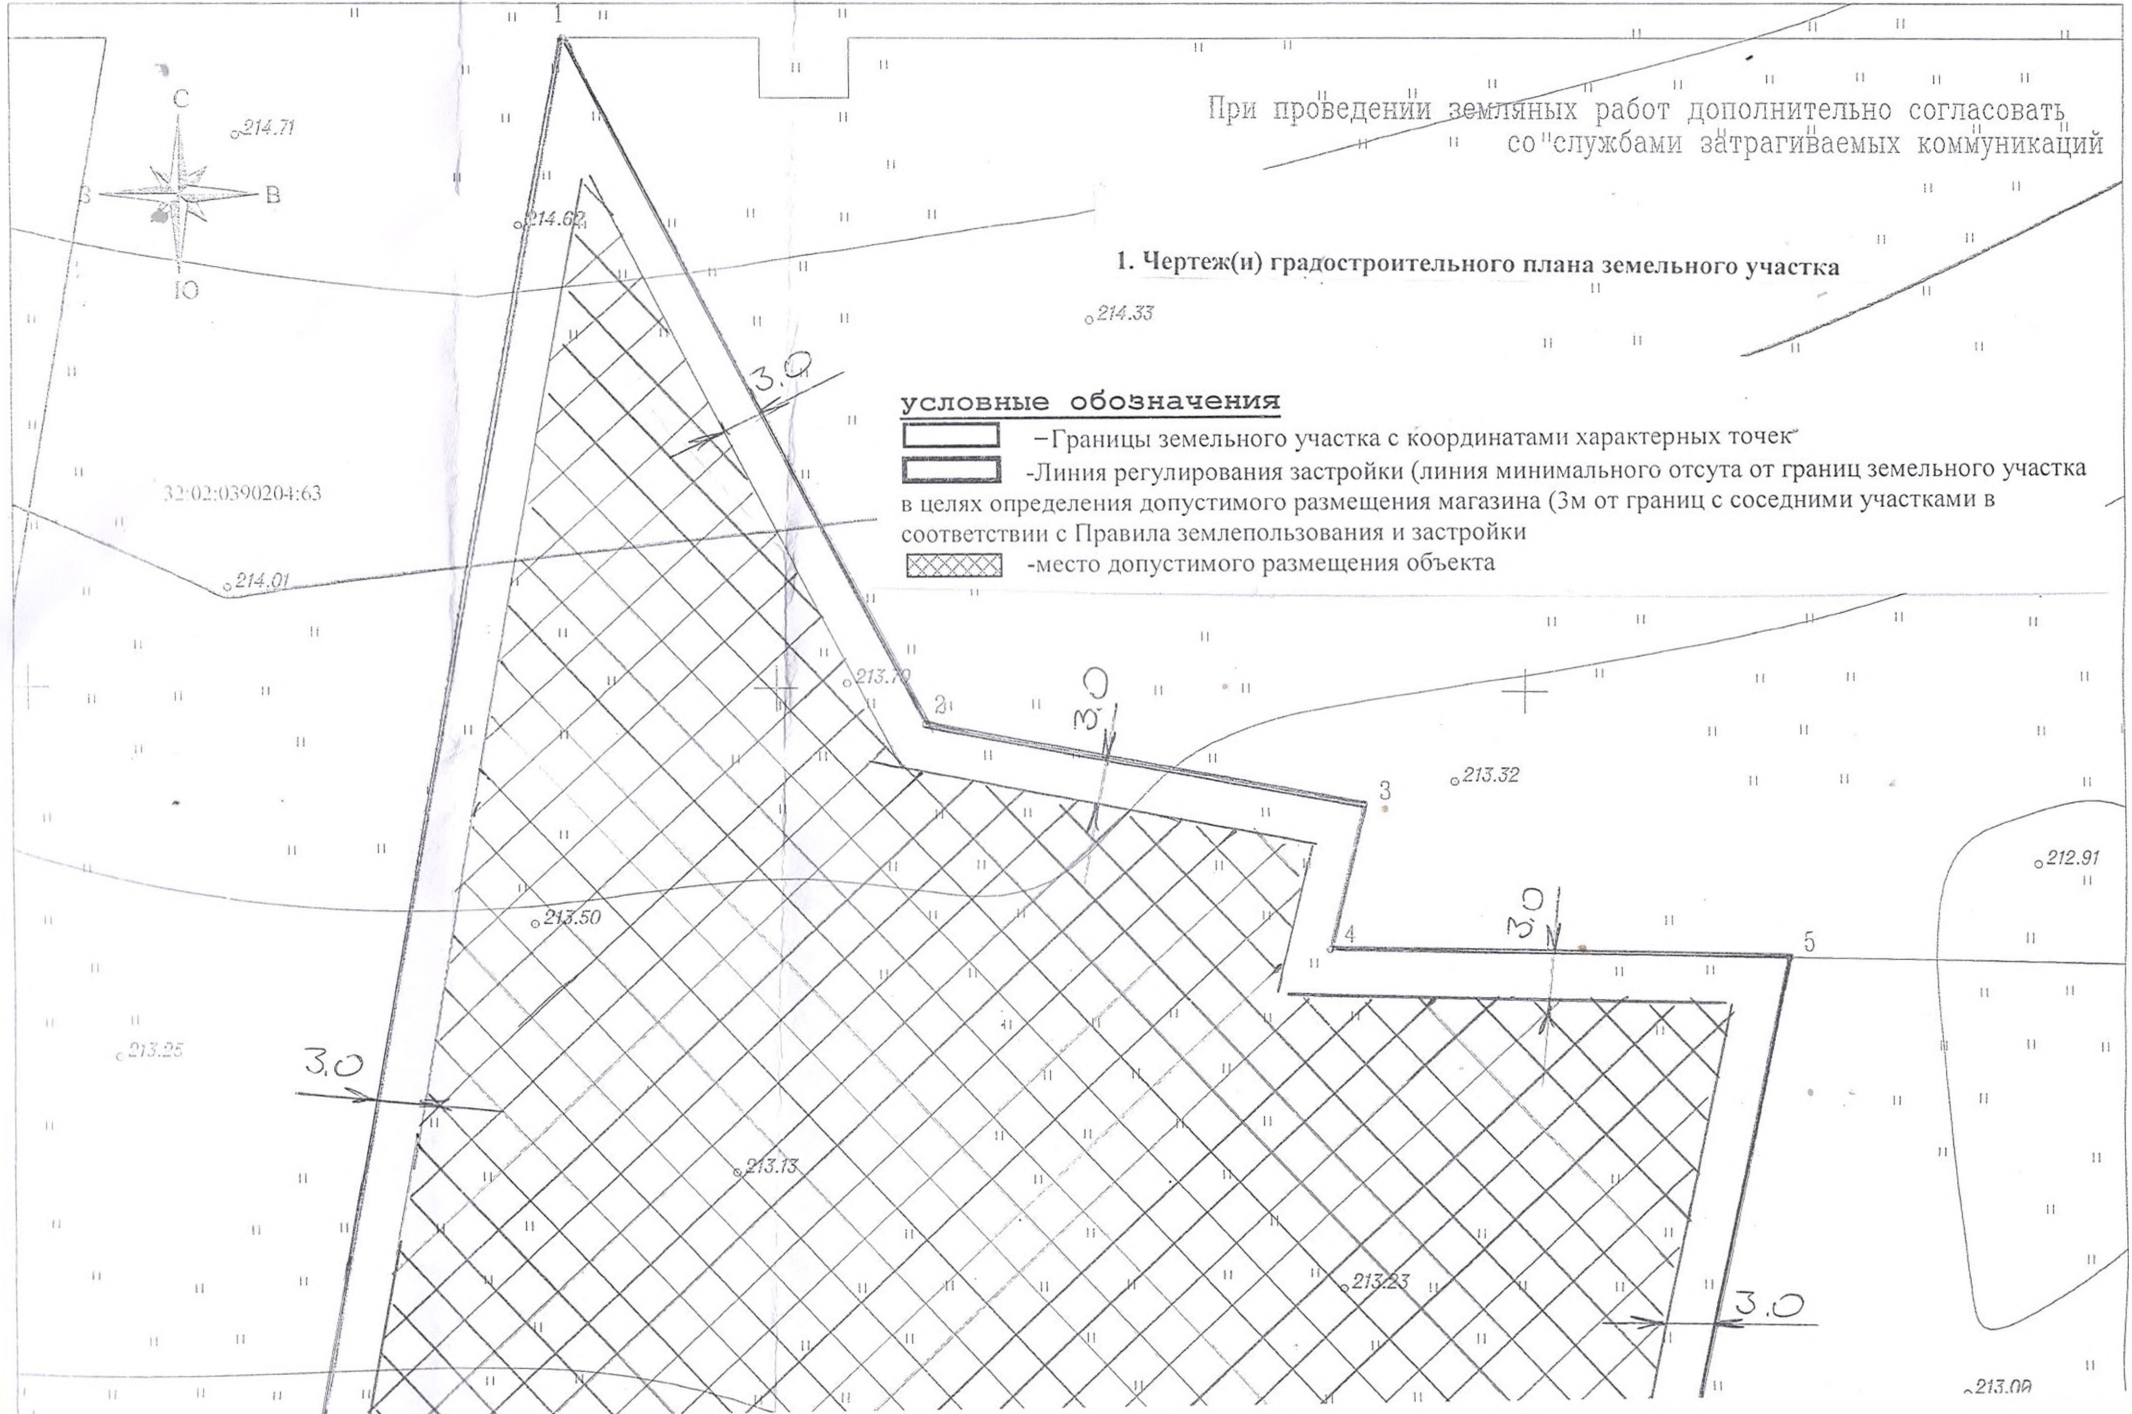 1
С
214.71
В
Ю
При проведении земляных работ дополнительно согласовать
со службами затрагиваемых коммуникаций
214.62
1. Чертеж(и) градостроительного плана земельного участка
214.33
3.0
условные обозначения
–Границы земельного участка с координатами характерных точек
-Линия регулирования застройки (линия минимального отсута от границ земельного участка
в целях определения допустимого размещения магазина (3м от границ с соседними участками в
соответствии с Правила землепользования и застройки
-место допустимого размещения объекта
32:02:0390204:63
214.01
213.70
2
3.0
3
213.32
212.91
213.50
3.0
4
5
213.25
3.0
213.13
213.23
3.0
213.00